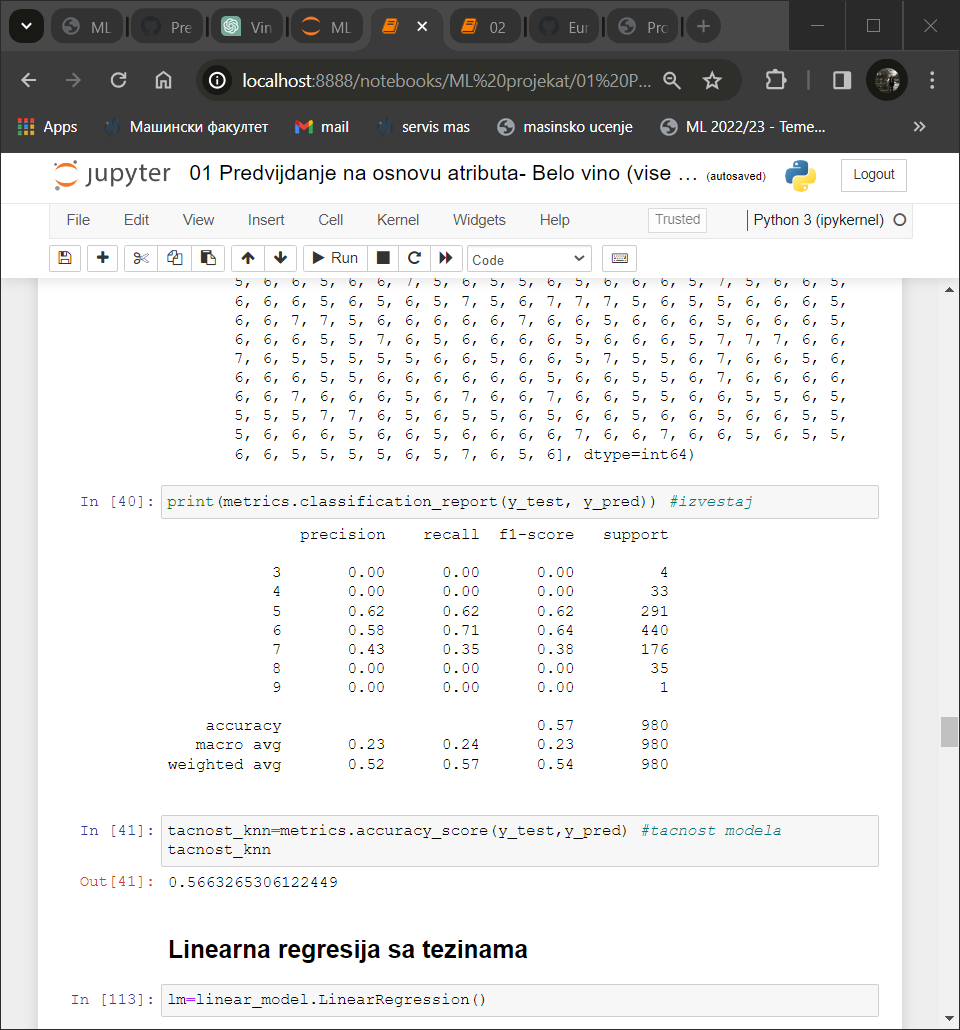 ML
Pre
Vin
ML
02
Eur
Pro
localhost:8888/notebooks/ML%20projekat/01%20P...
Apps
Машински факултет
mail
servis mas
masinsko ucenje
ML 2022/23 - Teme...
jupyter 01 Predvijdanje na osnovu atributa- Belo vino (vise ... (autosaved)
Logout
File Edit View Insert Cell Kernel Widgets Help
Trusted
Python 3 (ipykernel)
Run
Code
5, 6, 6, 5, 6, 6, 7, 5, 6, 5, 5, 6, 5, 6, 6, 6, 5, 7, 5, 6, 6, 5,
6, 6, 6, 5, 6, 5, 6, 5, 7, 5, 6, 7, 7, 7, 5, 6, 5, 5, 6, 6, 6, 5,
6, 6, 7, 7, 5, 6, 6, 6, 6, 6, 7, 6, 6, 5, 6, 6, 6, 5, 6, 6, 6, 5,
6, 6, 6, 5, 5, 7, 6, 5, 6, 6, 6, 6, 5, 6, 6, 6, 5, 7, 7, 7, 6, 6,
7, 6, 5, 5, 5, 5, 5, 6, 6, 5, 6, 6, 5, 7, 5, 5, 6, 7, 6, 6, 5, 6,
6, 6, 6, 5, 5, 6, 6, 6, 6, 6, 6, 5, 6, 6, 5, 5, 6, 7, 6, 6, 6, 6,
6, 6, 7, 6, 6, 6, 5, 6, 7, 6, 6, 7, 6, 6, 5, 5, 6, 6, 5, 5, 6, 5,
5, 5, 5, 7, 7, 6, 5, 6, 5, 5, 6, 5, 6, 6, 5, 6, 6, 5, 6, 6, 5, 5,
5, 6, 6, 6, 5, 6, 6, 5, 6, 6, 6, 6, 7, 6, 6, 7, 6, 6, 5, 6, 5, 5,
6, 6, 5, 5, 5, 5, 6, 5, 7, 6, 5, 6], dtype=int64)
In [40]: print(metrics.classification_report(y_test, y_pred)) #izvestaj
precision recall f1-score support
3 0.00 0.00 0.00 4
4 0.00 0.00 0.00 33
5 0.62 0.62 0.62 291
6 0.58 0.71 0.64 440
7 0.43 0.35 0.38 176
8 0.00 0.00 0.00 35
9 0.00 0.00 0.00 1
accuracy 0.57 980
macro avg 0.23 0.24 0.23 980
weighted avg 0.52 0.57 0.54 980
In [41]: tacnost_knn=metrics.accuracy_score(y_test,y_pred) #tacnost modela
tacnost_knn
Out[41]: 0.5663265306122449
Linearna regresija sa tezinama
In [113]: lm=linear_model.LinearRegression()